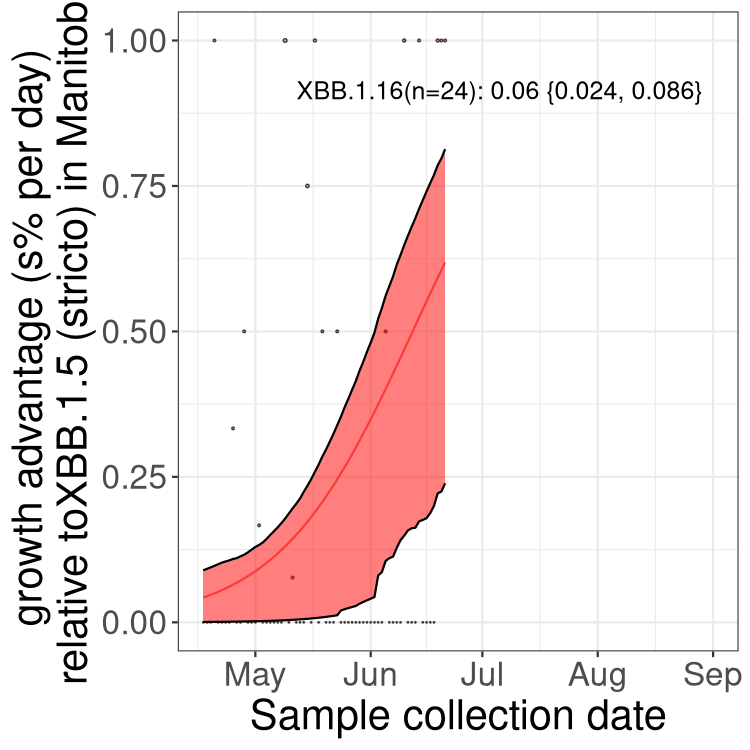 growth advantage (s% per day)
relative toXBB.1.5 (stricto) in Manitob
1.00
0.75
0.50
0.25
0.00
XBB.1.16(n=24): 0.06 {0.024, 0.086}
May Jun Jul Aug Sep
Sample collection date